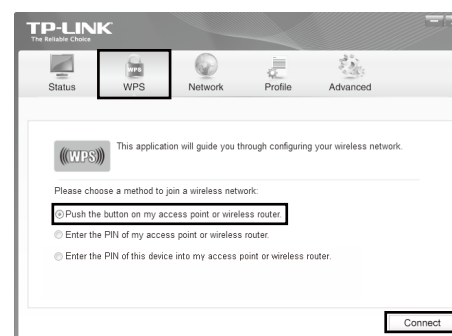 TP-LINK
The Reliable Choice
Status WPS Network Profile Advanced
WPS
(((WPS)))
This application will guide you through configuring your wireless network.
Please choose a method to join a wireless network:
Push the button on my access point or wireless router.
Enter the PIN of my access point or wireless router.
Enter the PIN of this device into my access point or wireless router.
Connect